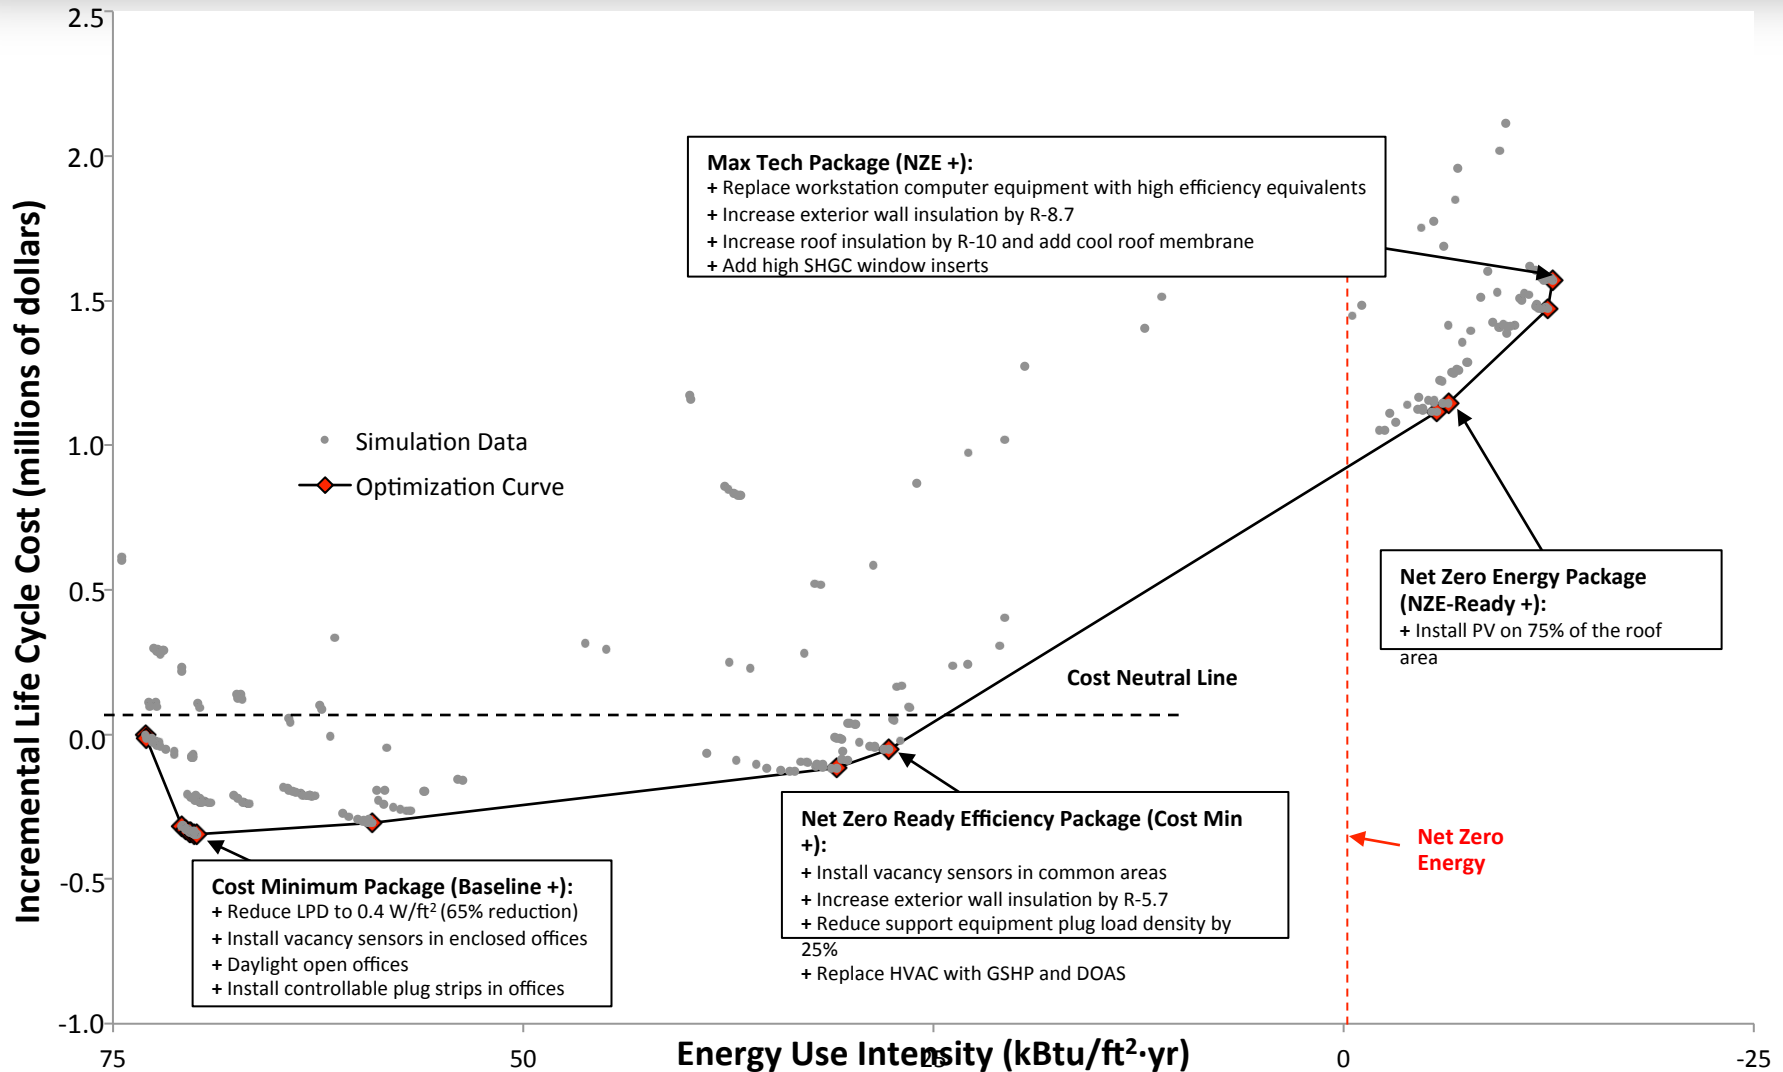 2.5
2.0
1.5
1.0
0.5
0.0
-0.5
-1.0
Incremental Life Cycle Cost (millions of dollars)
Max Tech Package (NZE +):
+ Replace workstation computer equipment with high efficiency equivalents
+ Increase exterior wall insulation by R-8.7
+ Increase roof insulation by R-10 and add cool roof membrane
+ Add high SHGC window inserts
Simulation Data
Optimization Curve
Net Zero Energy Package
(NZE-Ready +):
+ Install PV on 75% of the roof
area
Cost Neutral Line
Net Zero Ready Efficiency Package (Cost Min
+):
+ Install vacancy sensors in common areas
+ Increase exterior wall insulation by R-5.7
+ Reduce support equipment plug load density by
25%
+ Replace HVAC with GSHP and DOAS
Net Zero
Energy
Cost Minimum Package (Baseline +):
+ Reduce LPD to 0.4 W/ft² (65% reduction)
+ Install vacancy sensors in enclosed offices
+ Daylight open offices
+ Install controllable plug strips in offices
75
50
25
0
-25
Energy Use Intensity (kBtu/ft²·yr)